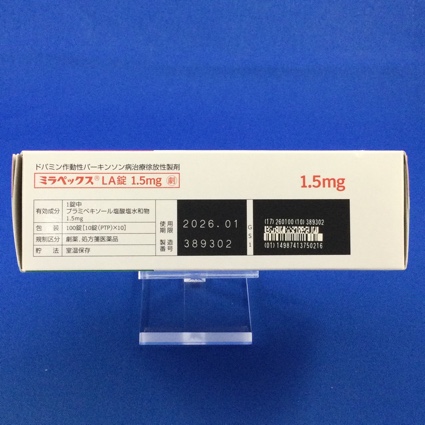 ドパミン作動性パーキンソン病治療徐放性製剤
ミラペックス® LA錠 1.5mg 劇
1.5mg
有効成分 1錠中
プラミペキソール塩酸塩水和物
1.5mg
包装 100錠[10錠(PTP)×10]
規制区分 劇薬、処方箋医薬品
貯法 室温保存
使用期限 2026.01
製造番号 389302
GS1
(17)260100(10)389302
(01)14987413750216